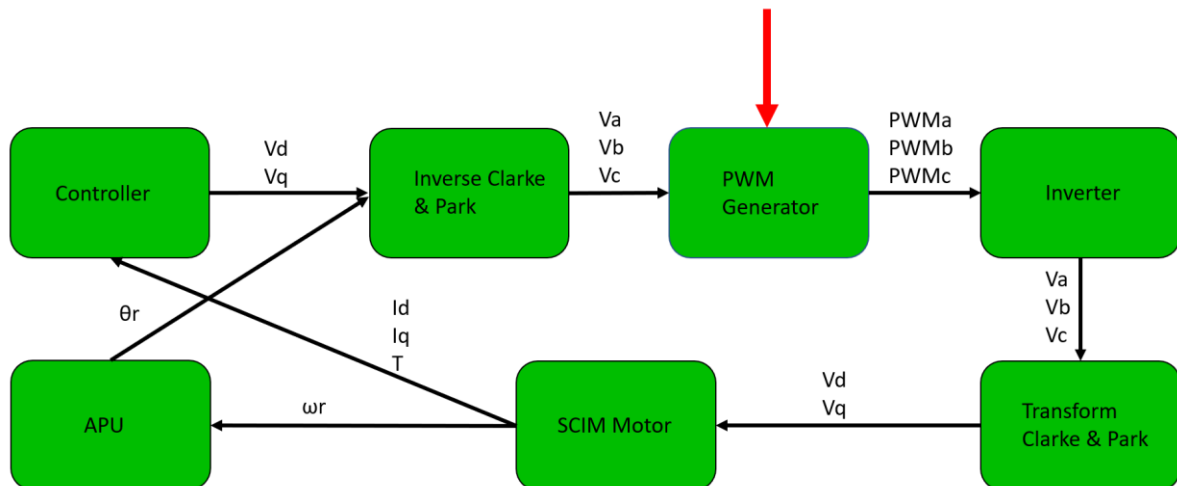 Controller
Vd
Vq
Inverse Clarke
& Park
Va
Vb
Vc
PWM
Generator
PWMa
PWMb
PWMc
Inverter
θr
Id
Iq
T
Va
Vb
Vc
APU
ωr
SCIM Motor
Vd
Vq
Transform
Clarke & Park